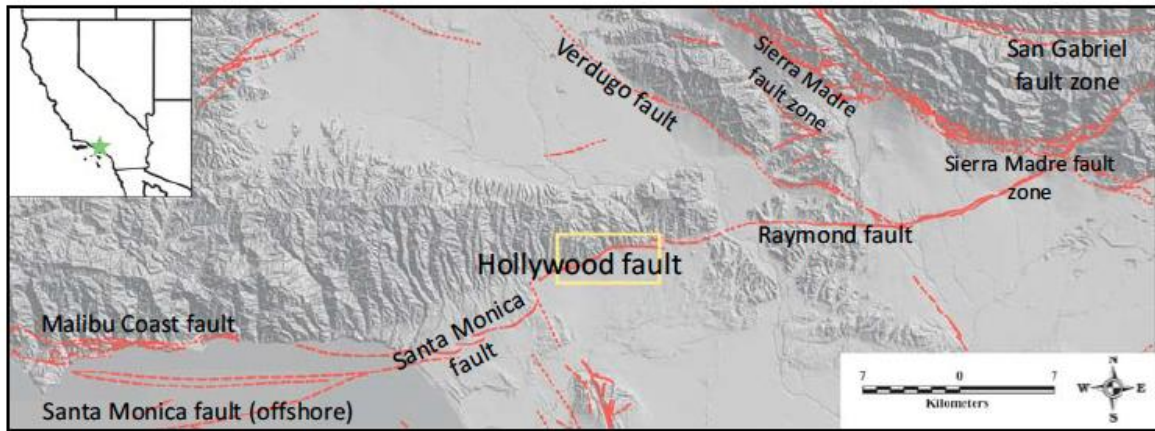 Verdugo fault
Sierra Madre
fault zone
San Gabriel
fault zone
Sierra Madre fault
zone
Raymond fault
Hollywood fault
Santa Monica
fault
Malibu Coast fault
Santa Monica fault (offshore)
7 0 7
Kilometers
N
W E
S